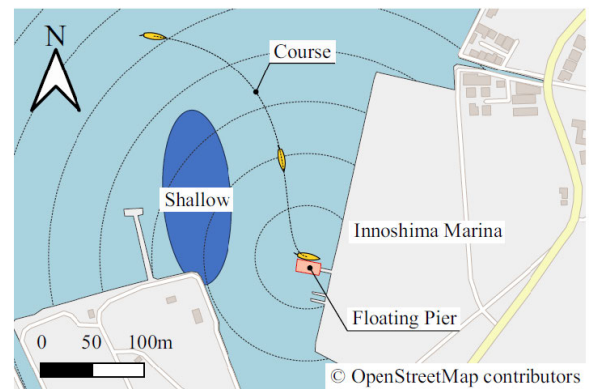 N
Course
Shallow
Innoshima Marina
Floating Pier
0 50 100m
© OpenStreetMap contributors